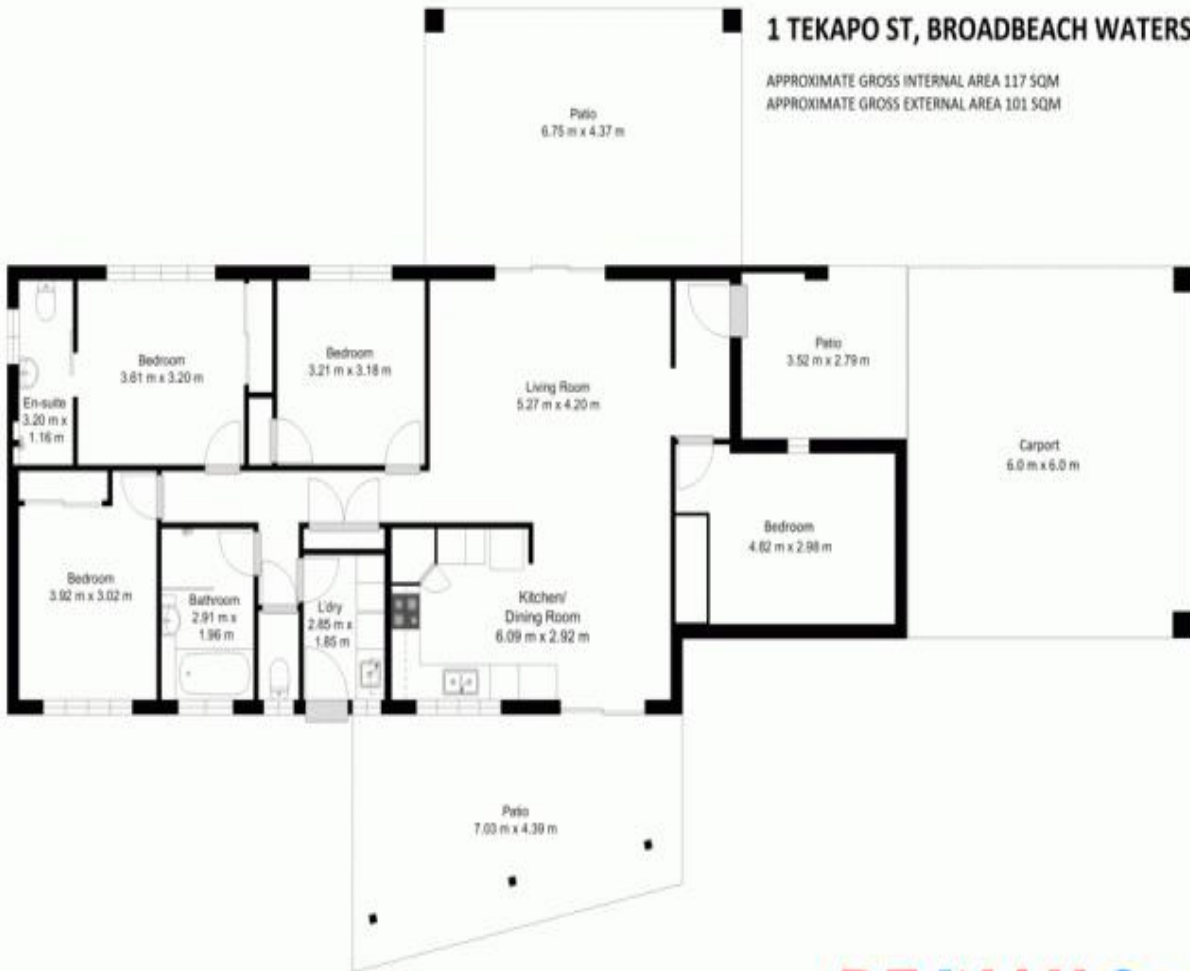 1 TEKAPO ST, BROADBEACH WATERS
APPROXIMATE GROSS INTERNAL AREA 117 SQM
APPROXIMATE GROSS EXTERNAL AREA 101 SQM
Patio
6.75 m x 4.37 m
Bedroom
3.61 m x 3.20 m
Bedroom
3.21 m x 3.18 m
Living Room
5.27 m x 4.20 m
Patio
3.52 m x 2.79 m
En-suite
3.20 m x
1.16 m
Carport
6.0 m x 6.0 m
Bedroom
4.82 m x 2.98 m
Bedroom
3.92 m x 3.02 m
Bathroom
2.91 m x
1.96 m
L'dry
2.85 m x
1.85 m
Kitchen/
Dining Room
6.09 m x 2.92 m
Patio
7.03 m x 4.39 m